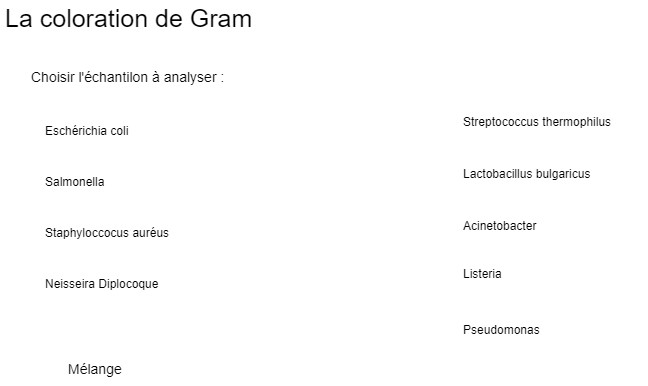 La coloration de Gram
Choisir l'échantilon à analyser :
Eschérichia coli
Salmonella
Staphyloccocus auréus
Neisseira Diplocoque
Mélange
Streptococcus thermophilus
Lactobacillus bulgaricus
Acinetobacter
Listeria
Pseudomonas